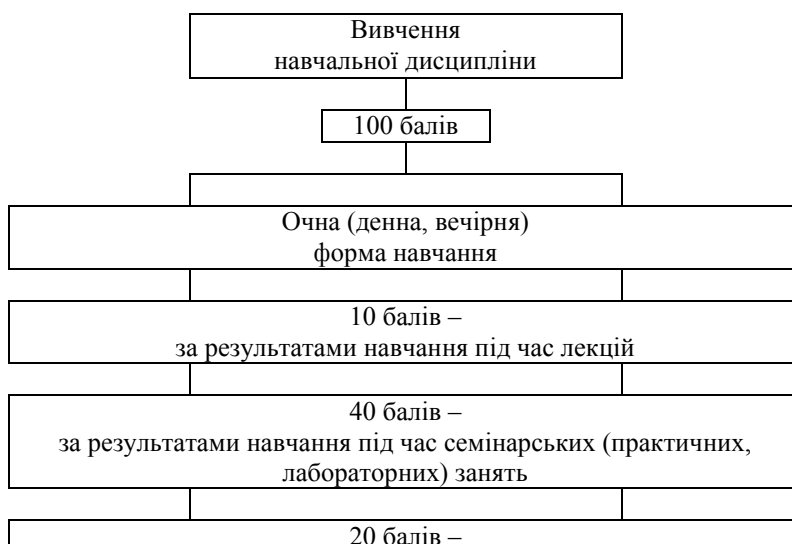 Вивчення
навчальної дисципліни
100 балів
Очна (денна, вечірня)
форма навчання
10 балів –
за результатами навчання під час лекцій
40 балів –
за результатами навчання під час семінарських (практичних,
лабораторних) занять
20 балів –